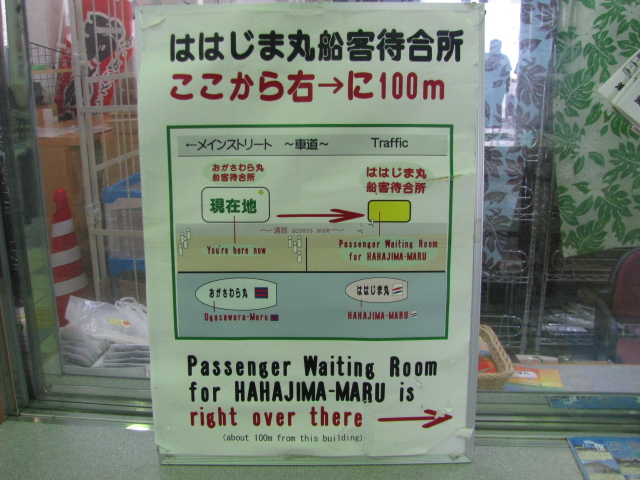 ははじま丸船客待合所
ここから右→に100m
←メインストリート ～車道～ Traffic
おがさわら丸
船客待合所
ははじま丸
船客待合所
現在地
～通路 access aisle～
You're here now
Passenger Waiting Room
for HAHAJIMA-MARU
おがさわら丸
ははじま丸
Ogasawara-Maru
HAHAJIMA-MARU
Passenger Waiting Room
for HAHAJIMA-MARU is
right over there
(about 100m from this building)